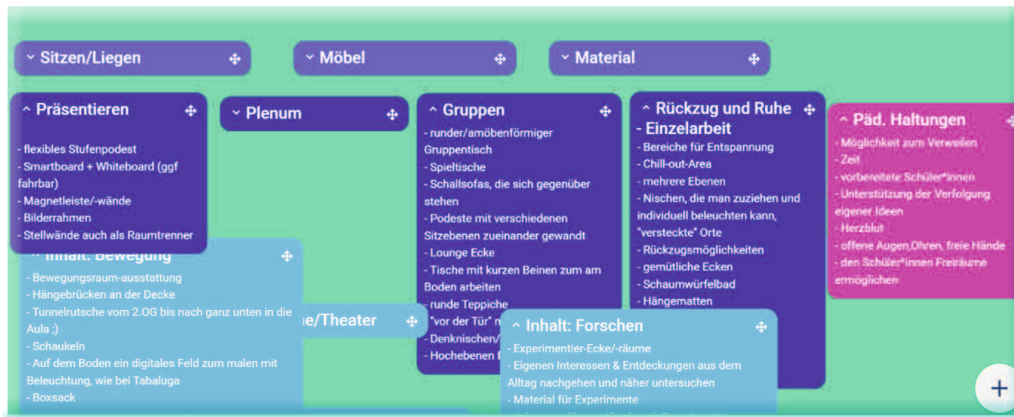 Sitzen/Liegen
Möbel
Material
Präsentieren
- flexibles Stufenpodest
- Smartboard + Whiteboard (ggf
fahrbar)
- Magnetleiste/-wände
- Bilderrahmen
- Stellwände auch als Raumtrenner
Plenum
Gruppen
- runder/amöbenförmiger
Gruppentisch
- Spieltische
- Schallsofas, die sich gegenüber
stehen
- Podeste mit verschiedenen
Sitzebenen zueinander gewandt
- Lounge Ecke
- Tische mit kurzen Beinen zum am
Boden arbeiten
- runde Teppiche
- "vor der Tür"
- Denknischen/
- Hochebenen
Rückzug und Ruhe
- Einzelarbeit
- Bereiche für Entspannung
- Chill-out-Area
- mehrere Ebenen
- Nischen, die man zuziehen und
individuell beleuchten kann,
"versteckte" Orte
- Rückzugsmöglichkeiten
- gemütliche Ecken
- Schaumwürfelbad
- Hängematten
Päd. Haltungen
- Möglichkeit zum Verweilen
- Zeit
- vorbereitete Schüler*innen
- Unterstützung der Verfolgung
eigener Ideen
- Herzblut
- offene Augen,Ohren, freie Hände
- den Schüler*innen Freiräume
ermöglichen
Inhalt: Bewegung
- Bewegungsraum-ausstattung
- Hängebrücken an der Decke
- Tunnelrutsche vom 2.OG bis nach ganz unten in die
Aula ;)
- Schaukeln
- Auf dem Boden ein digitales Feld zum malen mit
Beleuchtung, wie bei Tabaluga
- Boxsack
ne/Theater
Inhalt: Forschen
- Experimentier-Ecke/-räume
- Eigenen Interessen & Entdeckungen aus dem
Alltag nachgehen und näher untersuchen
- Material für Experimente